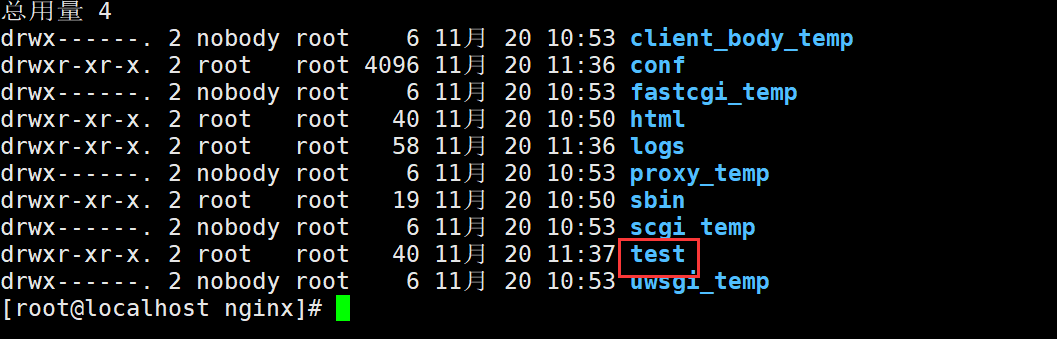 总用量 4
drwx------. 2 nobody root    6 11月 20 10:53 client_body_temp
drwxr-xr-x. 2 root   root 4096 11月 20 11:36 conf
drwx------. 2 nobody root    6 11月 20 10:53 fastcgi_temp
drwxr-xr-x. 2 root   root   40 11月 20 10:50 html
drwxr-xr-x. 2 root   root   58 11月 20 11:36 logs
drwx------. 2 nobody root    6 11月 20 10:53 proxy_temp
drwxr-xr-x. 2 root   root   19 11月 20 10:50 sbin
drwx------. 2 nobody root    6 11月 20 10:53 scgi_temp
drwxr-xr-x. 2 root   root   40 11月 20 11:37 test
drwx------. 2 nobody root    6 11月 20 10:53 uwsgi_temp
[root@localhost nginx]#